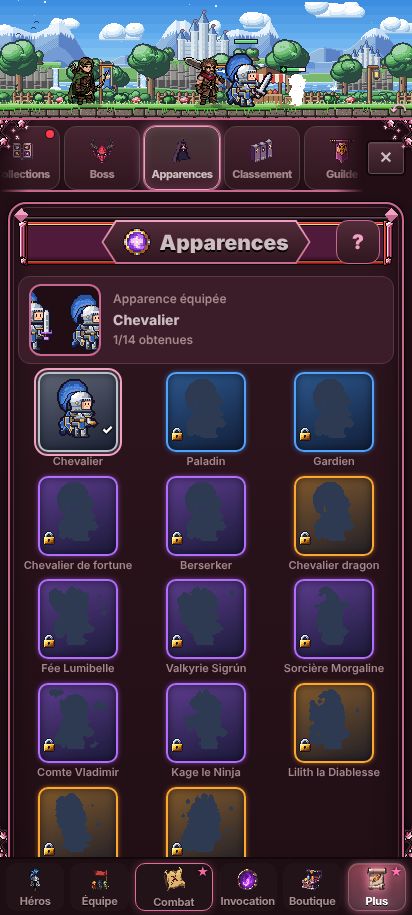 ollections
Boss
Apparences
Classement
Guilde
×
Apparences
?
Apparence équipée
Chevalier
1/14 obtenues
Chevalier
Paladin
Gardien
Chevalier de fortune
Berserker
Chevalier dragon
Fée Lumibelle
Valkyrie Sigrún
Sorcière Morgaline
Comte Vladimir
Kage le Ninja
Lilith la Diablesse
Héros
Équipe
Combat
Invocation
Boutique
Plus